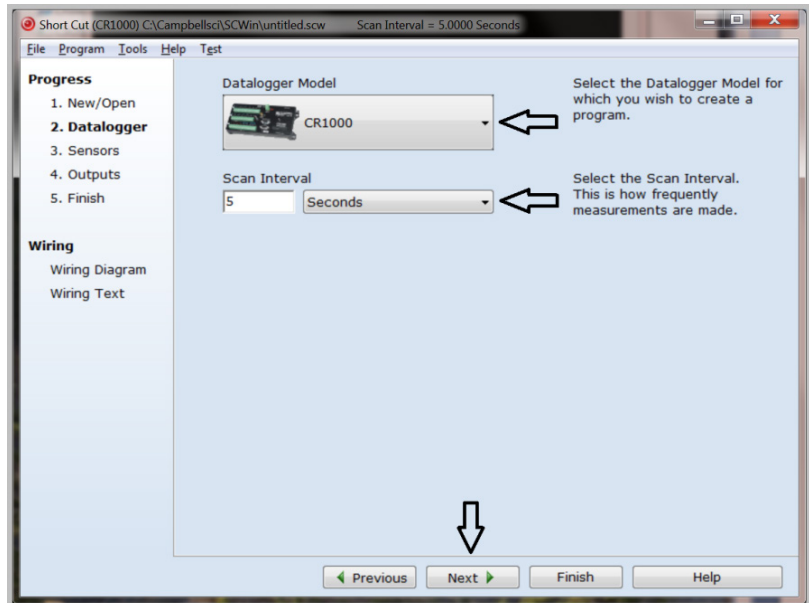 Short Cut (CR1000) C:\Campbellsci\SCWin\untitled.scw Scan Interval = 5.0000 Seconds
File Program Tools Help Test
Progress
1. New/Open
2. Datalogger
3. Sensors
4. Outputs
5. Finish
Wiring
Wiring Diagram
Wiring Text
Datalogger Model
CR1000
Select the Datalogger Model for
which you wish to create a
program.
Scan Interval
5 Seconds
Select the Scan Interval.
This is how frequently
measurements are made.
Previous Next Finish Help